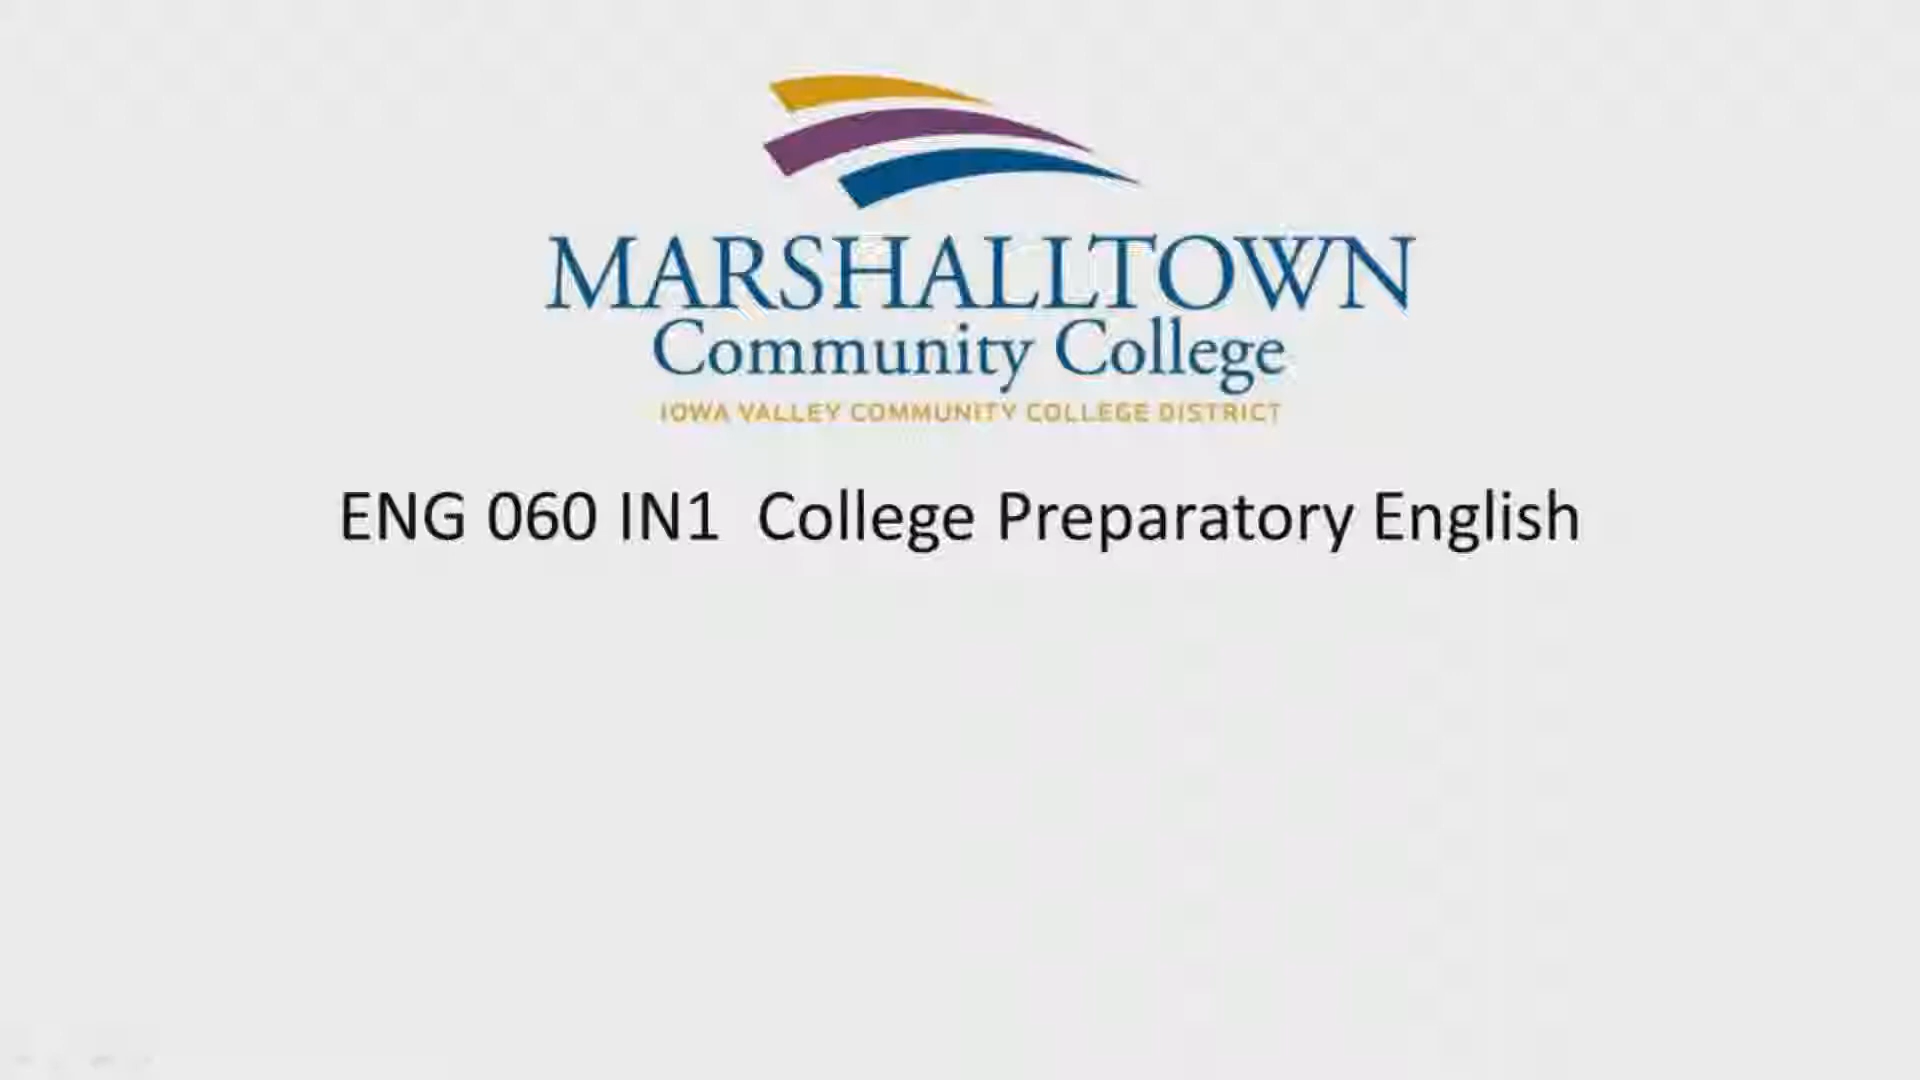 MARSHALLTOWN
Community College
IOWA VALLEY COMMUNITY COLLEGE DISTRICT
ENG 060 IN1  College Preparatory English